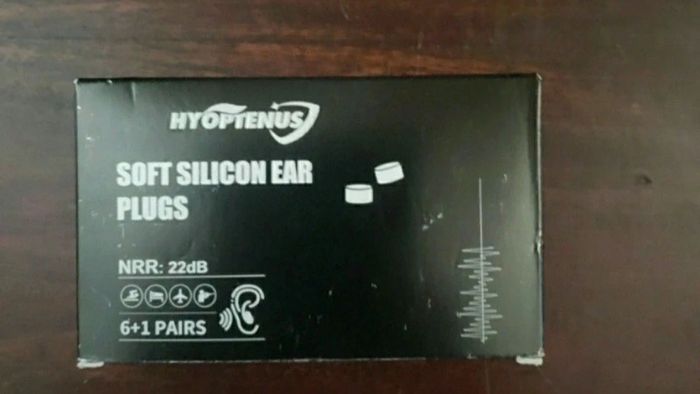 HYOPTENUS
SOFT SILICON EAR
PLUGS
NRR: 22dB
6+1 PAIRS